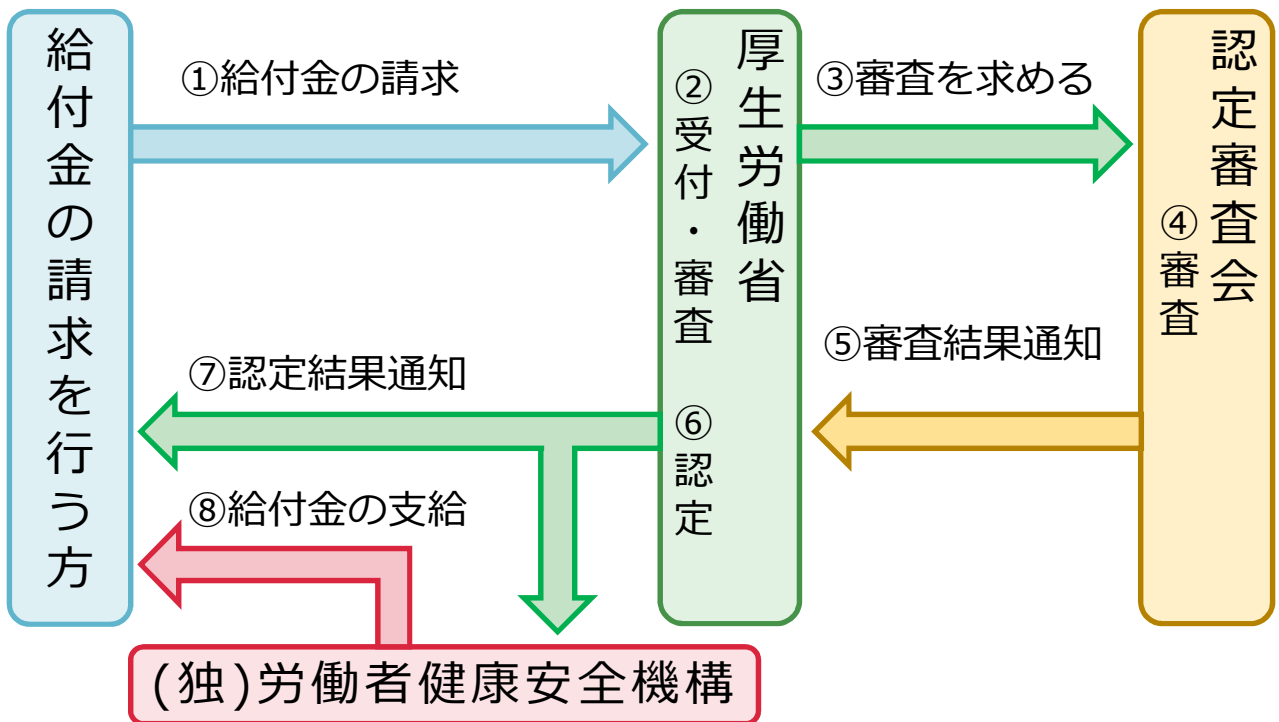 給付金の請求を行う方
①給付金の請求
厚生労働省
②受付・審査
③審査を求める
認定審査会
④審査
⑤審査結果通知
⑥認定
⑦認定結果通知
⑧給付金の支給
(独)労働者健康安全機構